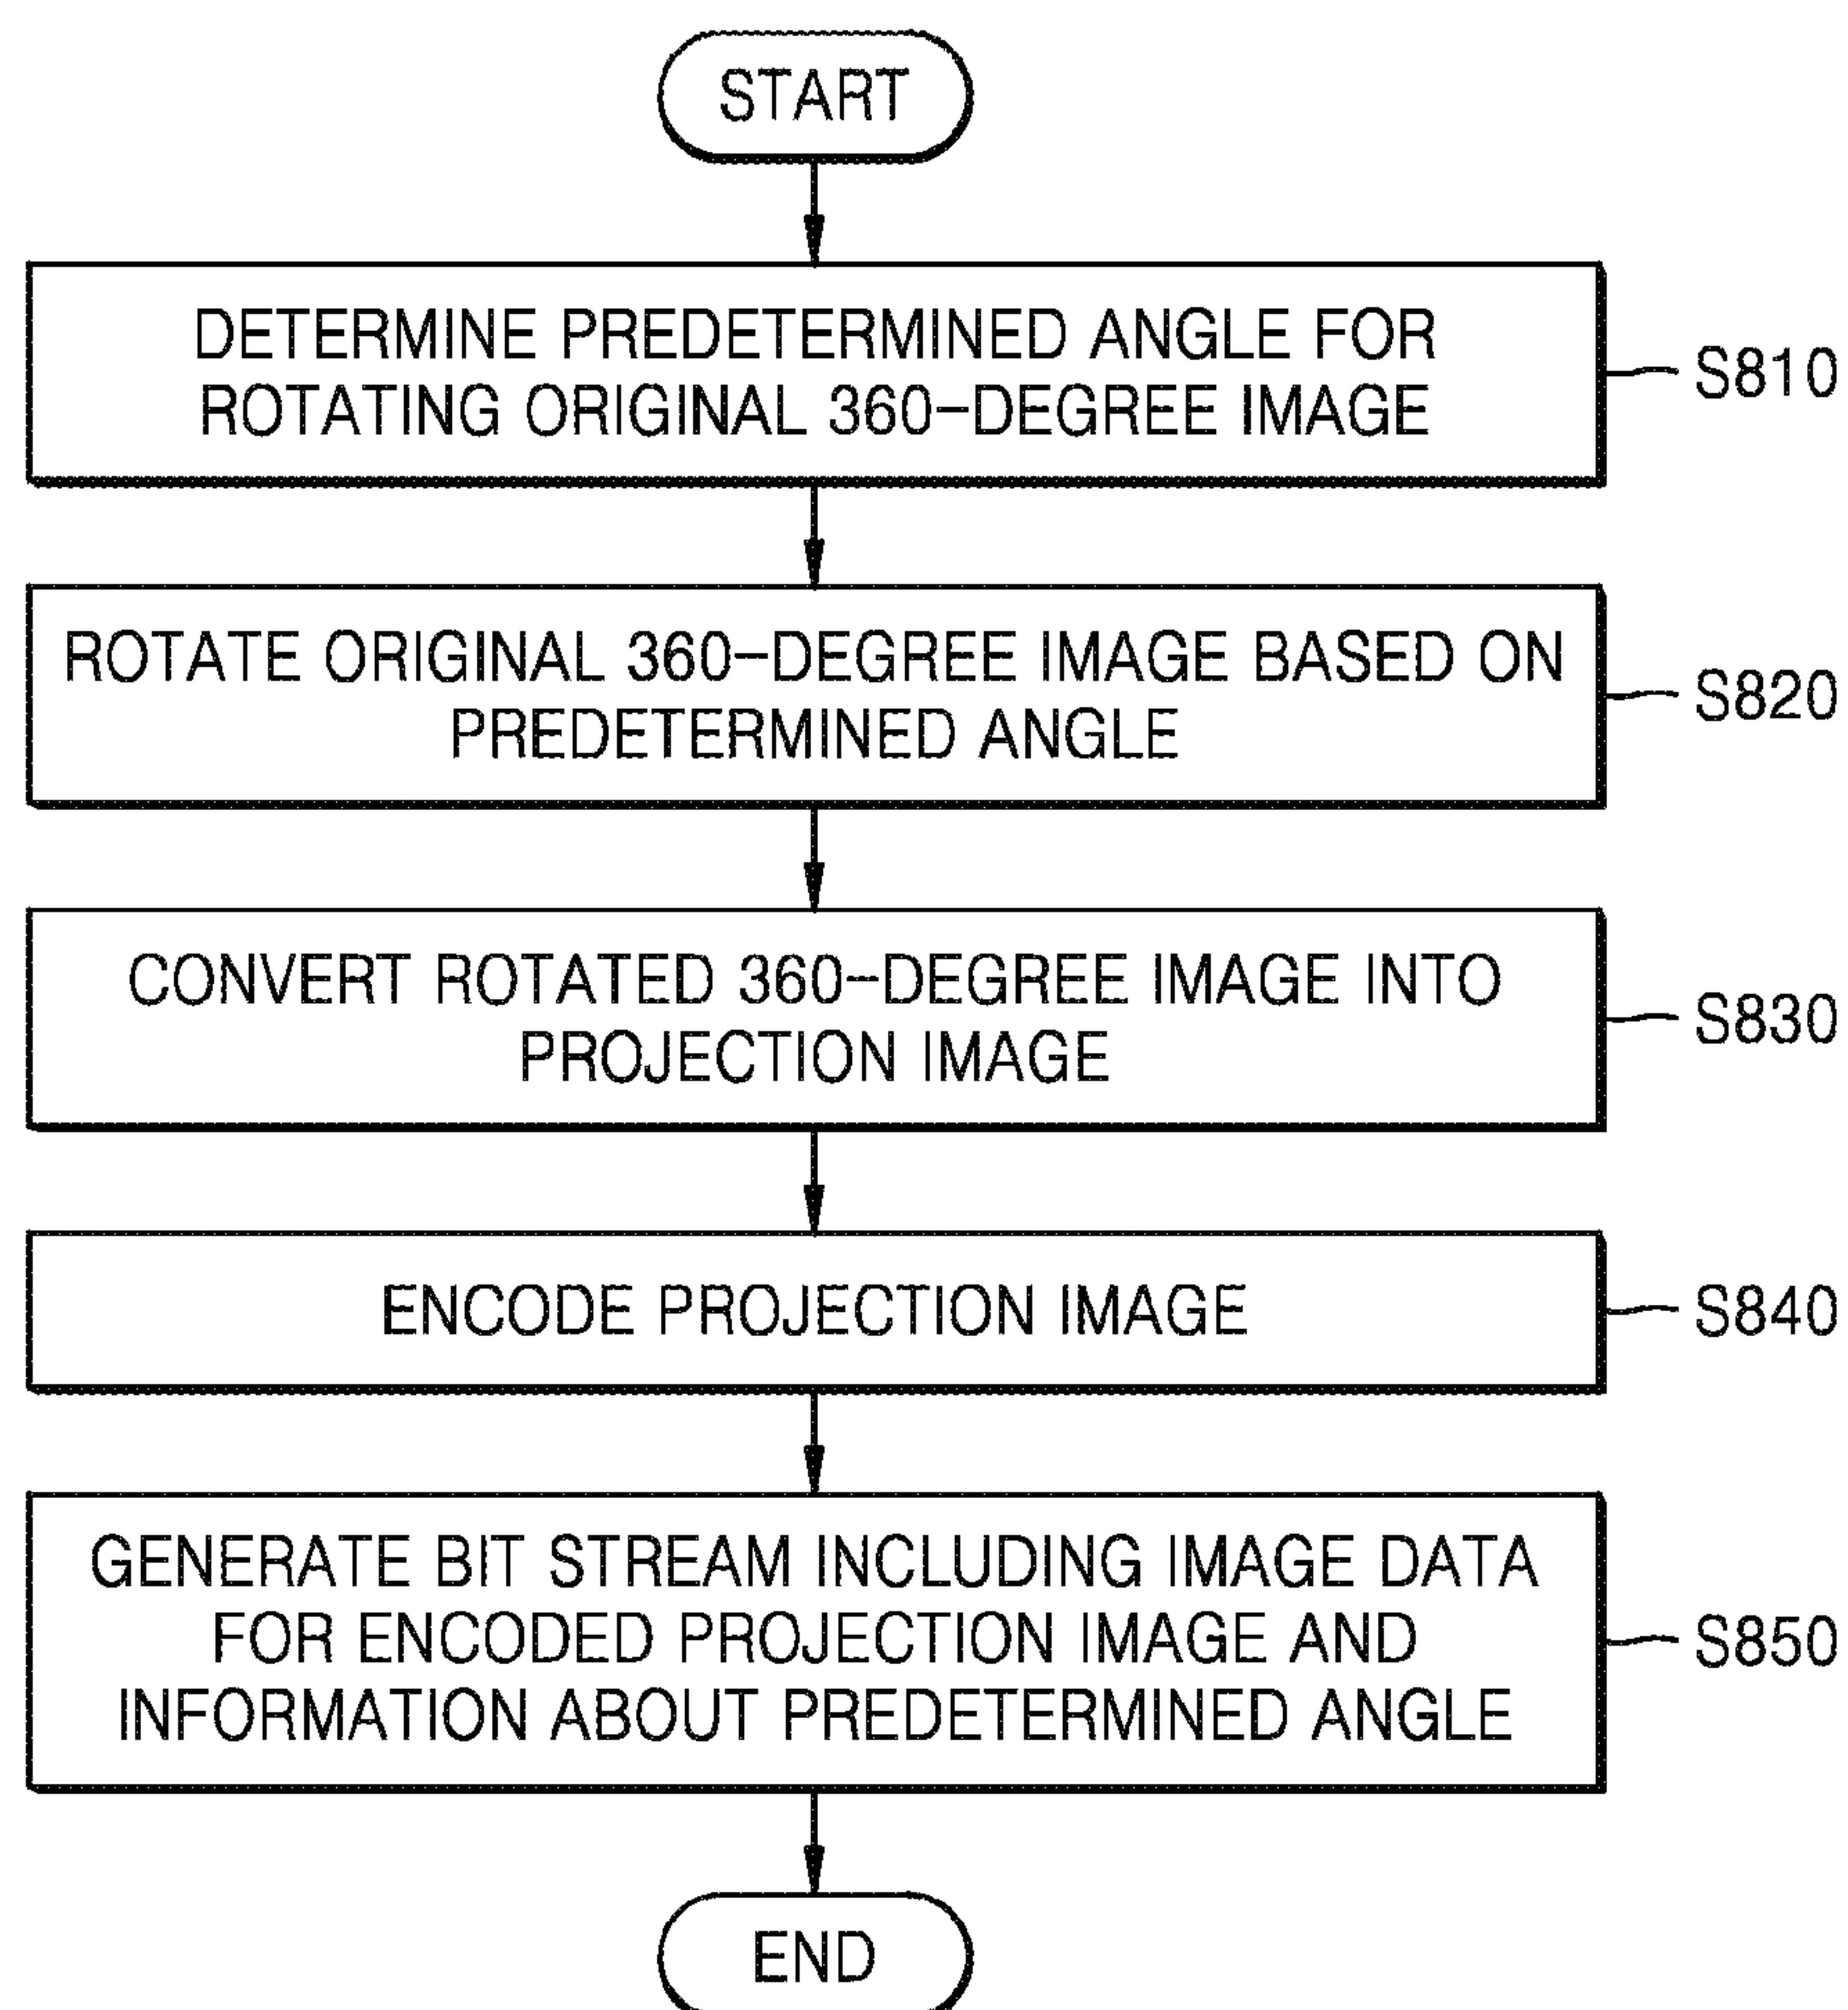 START
DETERMINE PREDETERMINED ANGLE FOR
ROTATING ORIGINAL 360-DEGREE IMAGE
S810
ROTATE ORIGINAL 360-DEGREE IMAGE BASED ON
PREDETERMINED ANGLE
S820
CONVERT ROTATED 360-DEGREE IMAGE INTO
PROJECTION IMAGE
S830
ENCODE PROJECTION IMAGE
S840
GENERATE BIT STREAM INCLUDING IMAGE DATA
FOR ENCODED PROJECTION IMAGE AND
INFORMATION ABOUT PREDETERMINED ANGLE
S850
END